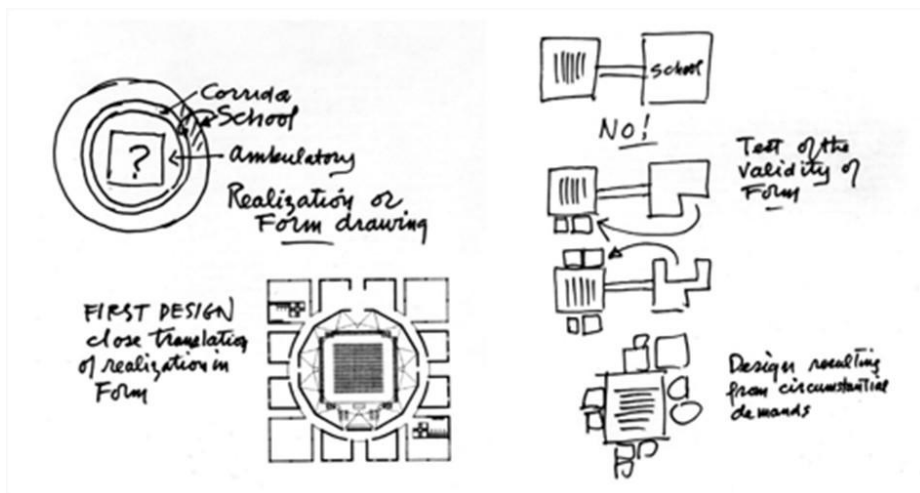 Corridor
School
?
ambulatory
Realization or
Form drawing
FIRST DESIGN
close translation
of realization in
Form
School
NO!
Test of the
validity of
Form
Design resulting
from circumstantial
demands